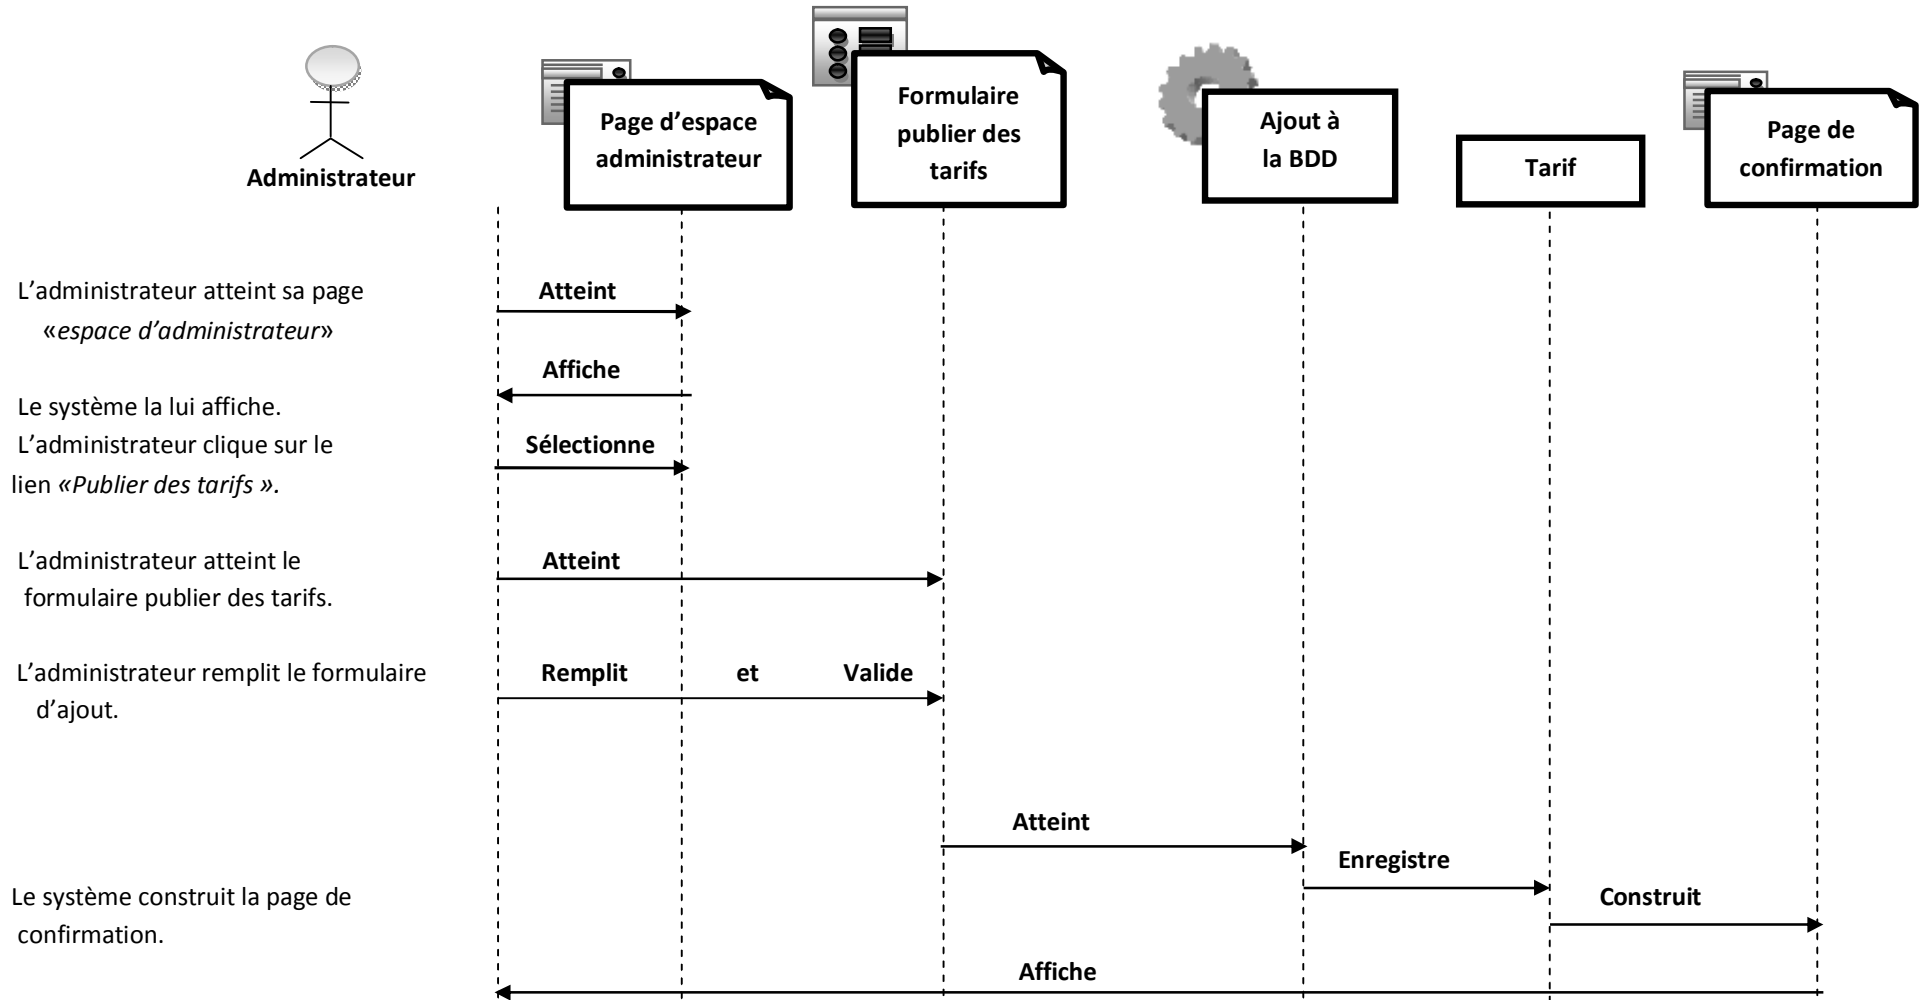 Administrateur
Page d’espace
administrateur
Formulaire
publier des
tarifs
Ajout à
la BDD
Tarif
Page de
confirmation
L’administrateur atteint sa page
«espace d’administrateur»
Atteint
Affiche
Le système la lui affiche.
L’administrateur clique sur le
lien «Publier des tarifs ».
Sélectionne
L’administrateur atteint le
formulaire publier des tarifs.
Atteint
L’administrateur remplit le formulaire
d’ajout.
Remplit et Valide
Atteint
Enregistre
Le système construit la page de
confirmation.
Construit
Affiche